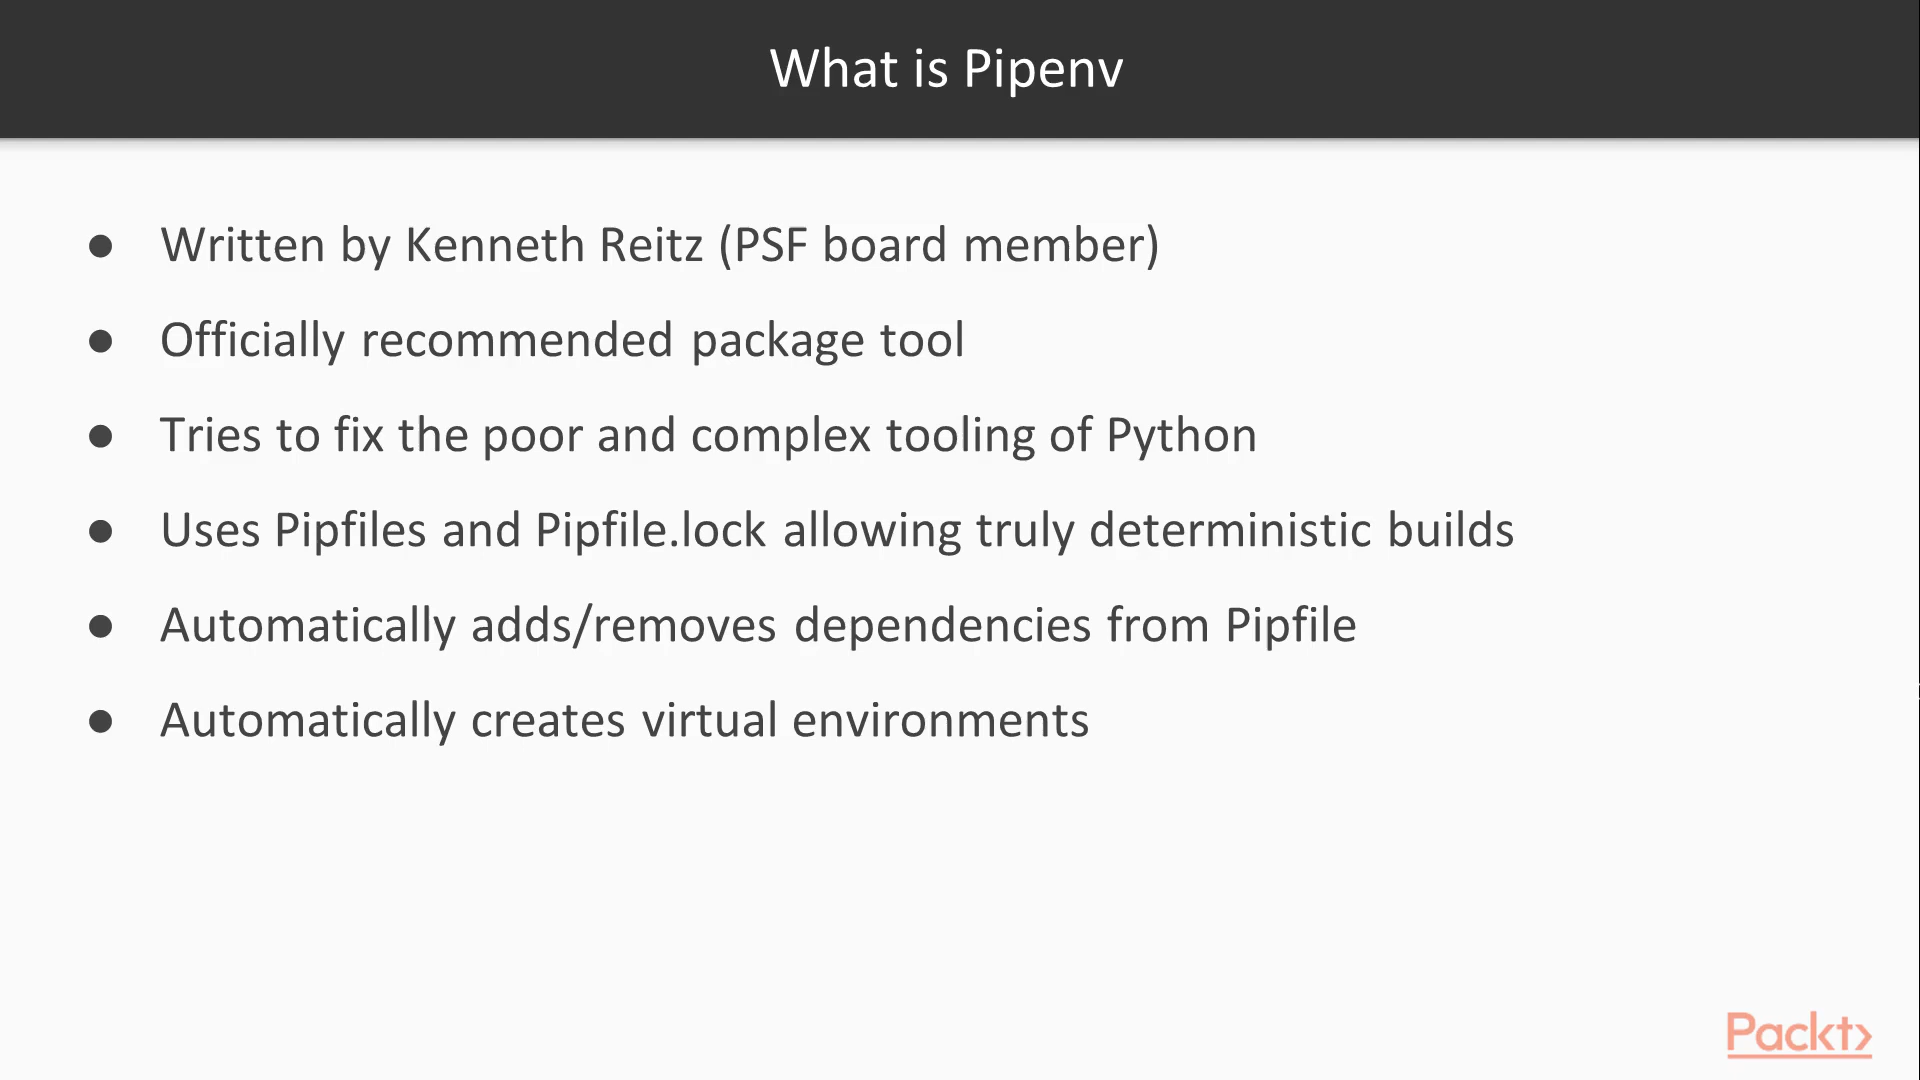 What is Pipenv
● Written by Kenneth Reitz (PSF board member)
● Officially recommended package tool
● Tries to fix the poor and complex tooling of Python
● Uses Pipfiles and Pipfile.lock allowing truly deterministic builds
● Automatically adds/removes dependencies from Pipfile
● Automatically creates virtual environments
Packt>